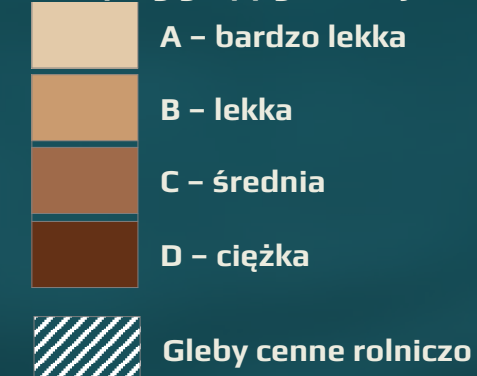 A – bardzo lekka
B – lekka
C – średnia
D – ciężka
Gleby cenne rolniczo